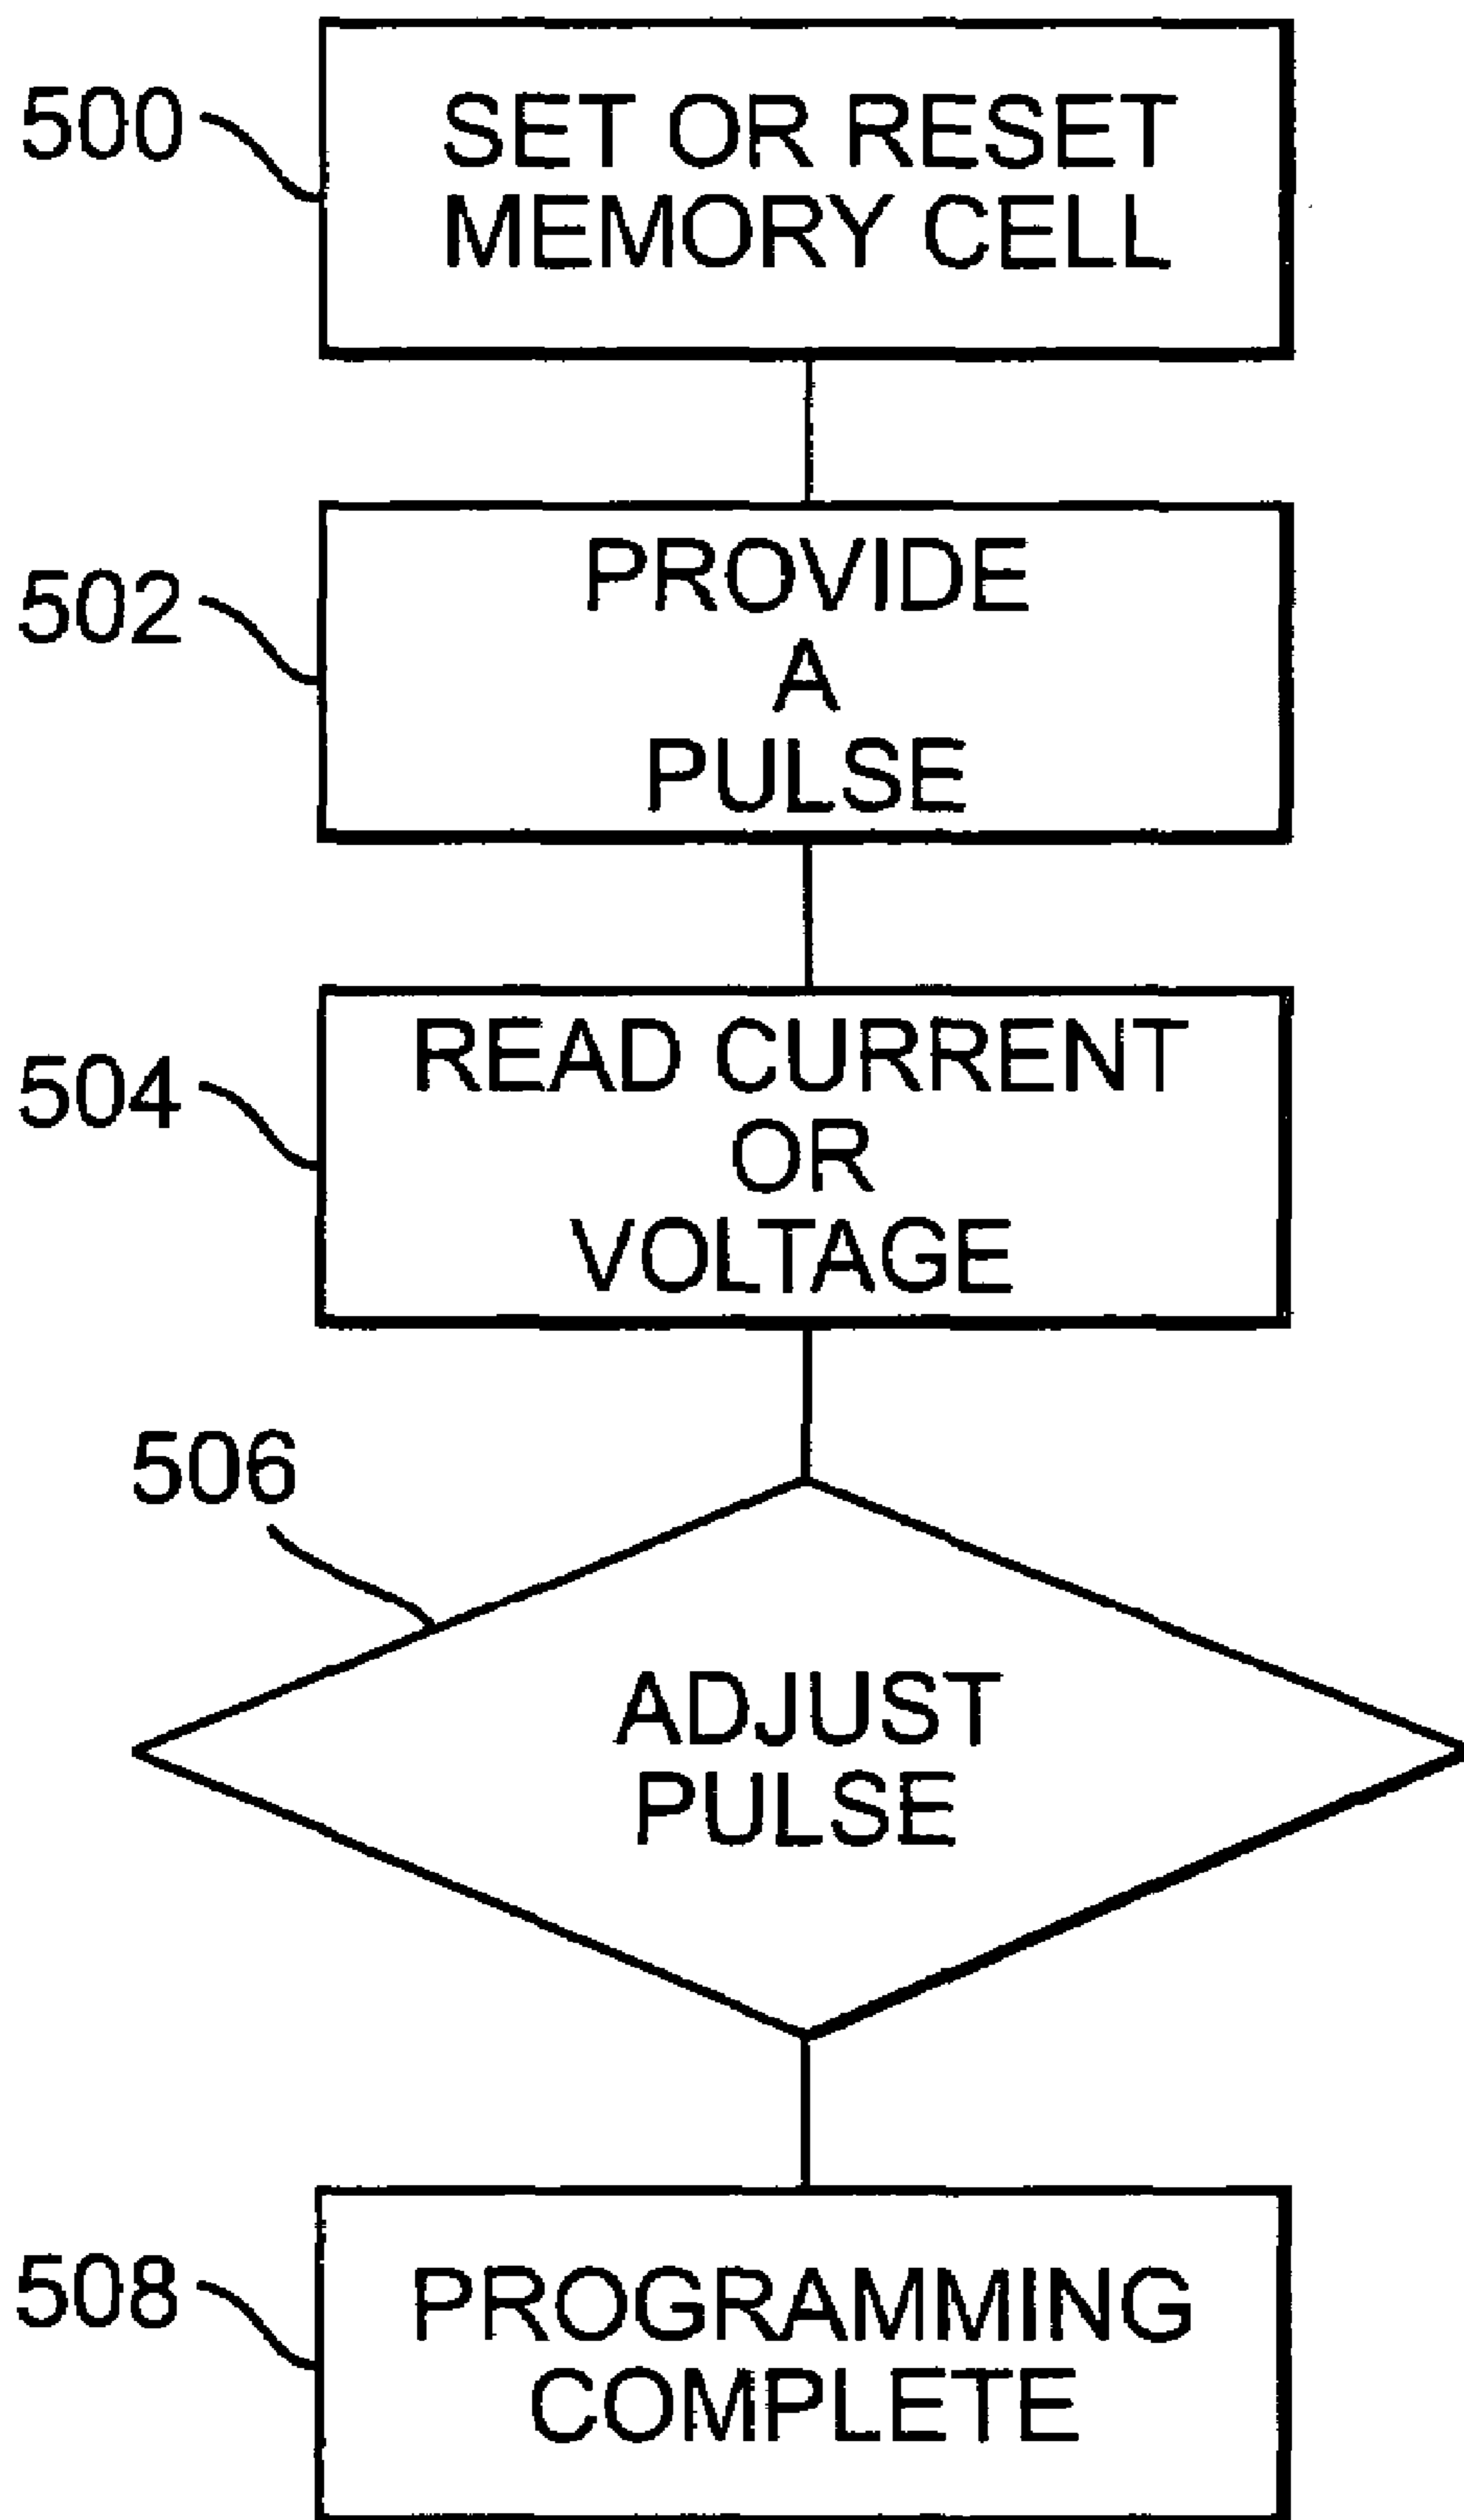 500
SET OR RESET
MEMORY CELL
502
PROVIDE
A
PULSE
504
READ CURRENT
OR
VOLTAGE
506
ADJUST
PULSE
508
PROGRAMMING
COMPLETE